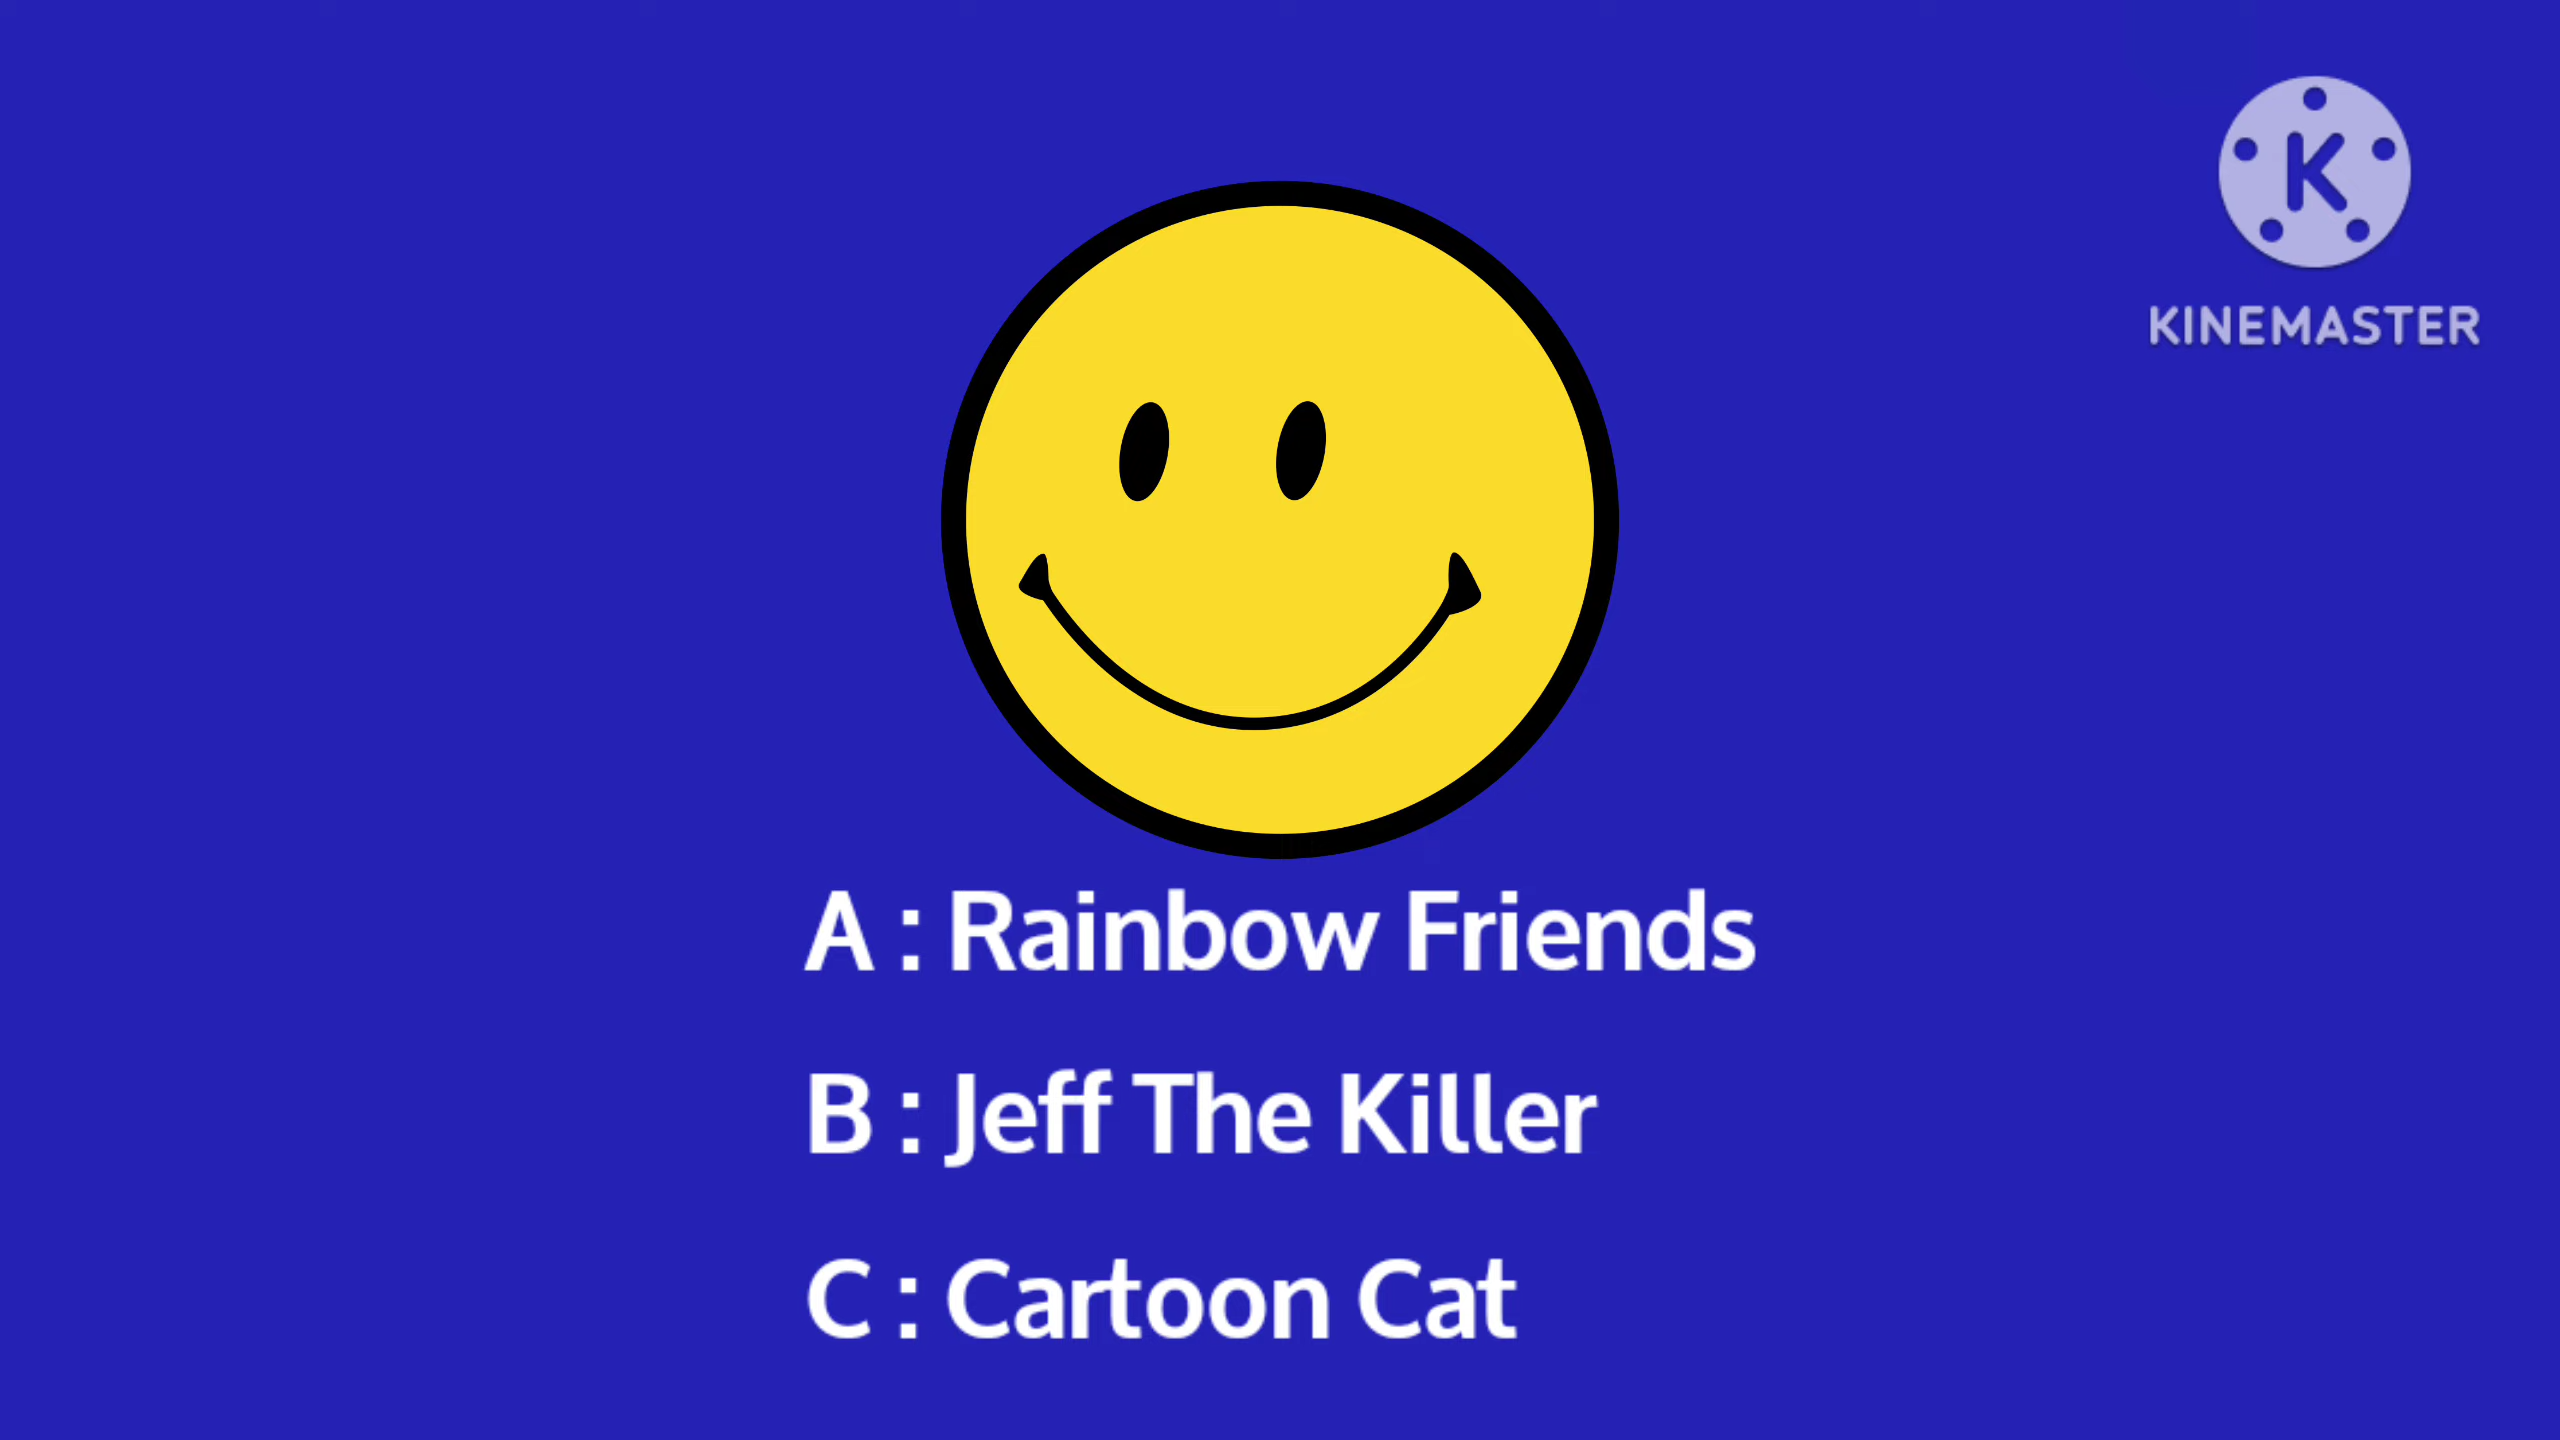 K
KINEMASTER
A : Rainbow Friends
B : Jeff The Killer
C : Cartoon Cat